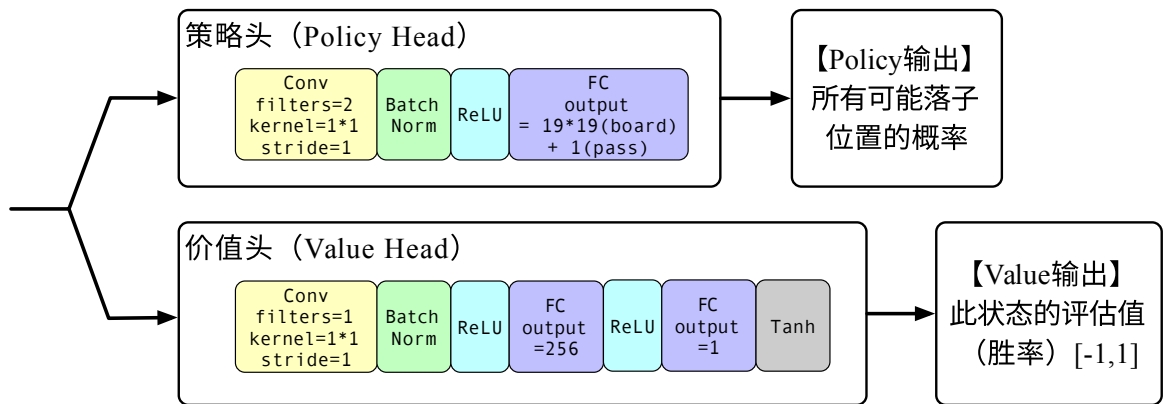 策略头（Policy Head）
Conv
filters=2
kernel=1*1
stride=1
Batch
Norm
ReLU
FC
output
= 19*19(board)
+ 1(pass)
【Policy输出】
所有可能落子
位置的概率
价值头（Value Head）
Conv
filters=1
kernel=1*1
stride=1
Batch
Norm
ReLU
FC
output
=256
ReLU
FC
output
=1
Tanh
【Value输出】
此状态的评估值
（胜率）[-1,1]